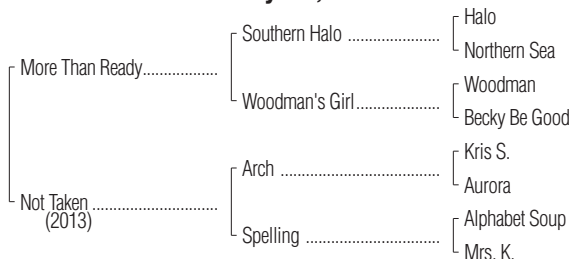 Halo
Southern Halo
Northern Sea
More Than Ready
Woodman
Woodman's Girl
Becky Be Good
Kris S.
Arch
Aurora
Not Taken
(2013)
Alphabet Soup
Spelling
Mrs. K.